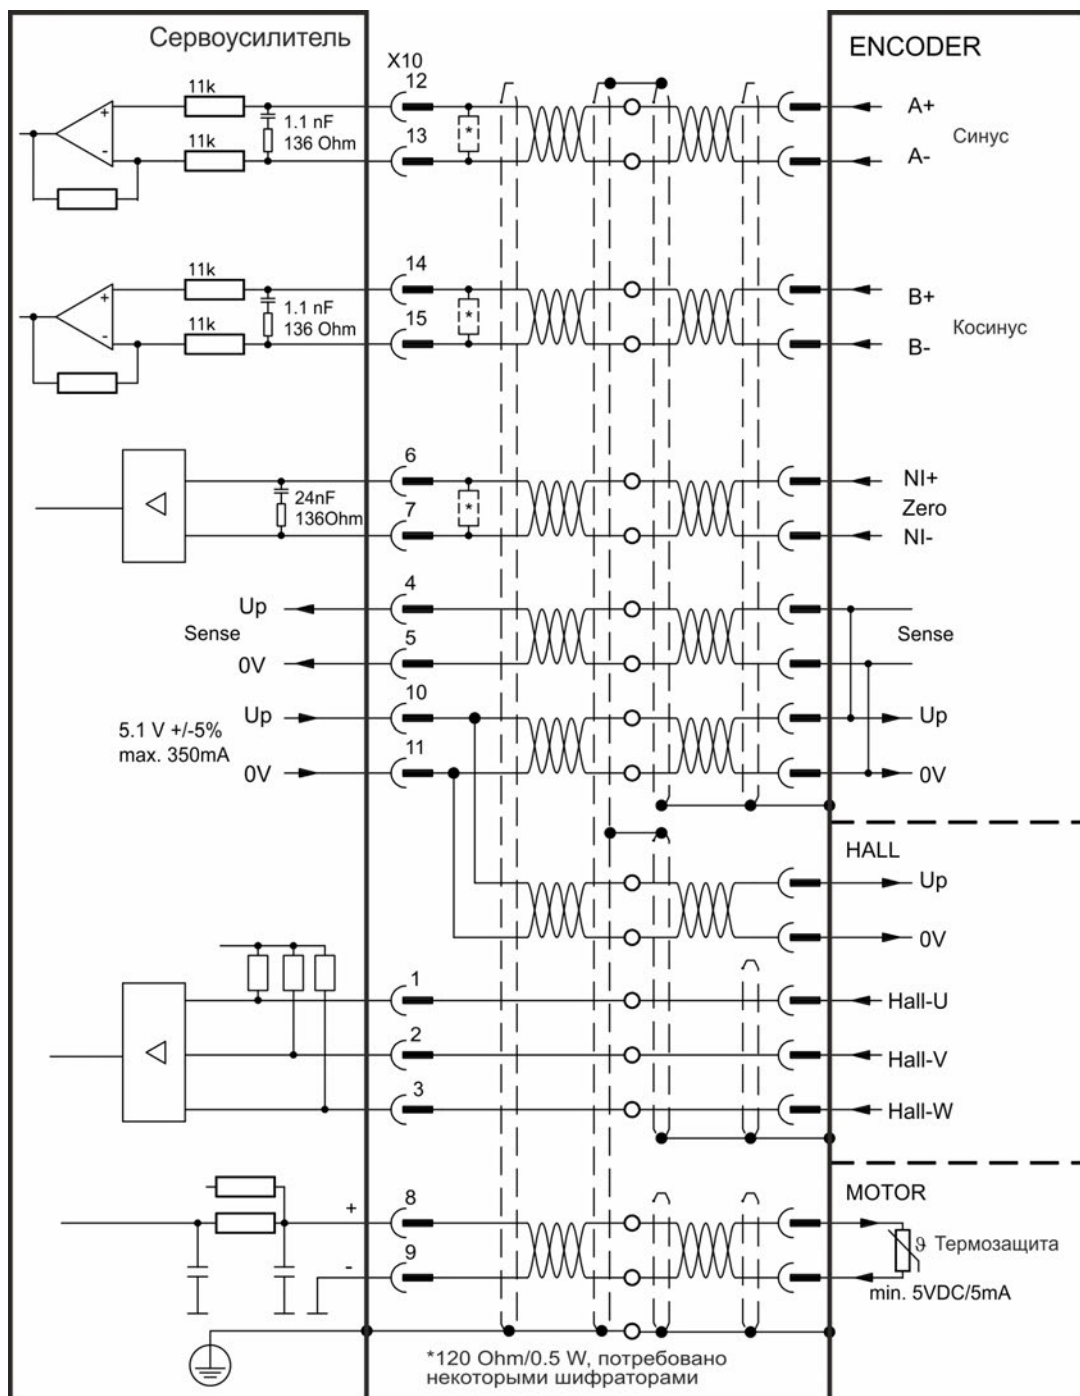 Сервоусилитель
X10
ENCODER
11k
12
A+
1.1 nF
136 Ohm
*
Синус
11k
13
A-
11k
14
B+
1.1 nF
136 Ohm
*
Косинус
11k
15
B-
6
NI+
24nF
136Ohm
*
Zero
7
NI-
Up
4
Sense
Sense
0V
5
Up
10
Up
5.1 V +/-5%
max. 350mA
0V
11
0V
HALL
Up
0V
1
Hall-U
2
Hall-V
3
Hall-W
MOTOR
+
8
ϑ Термозащита
-
9
min. 5VDC/5mA
*120 Ohm/0.5 W, потребовано
некоторыми шифраторами